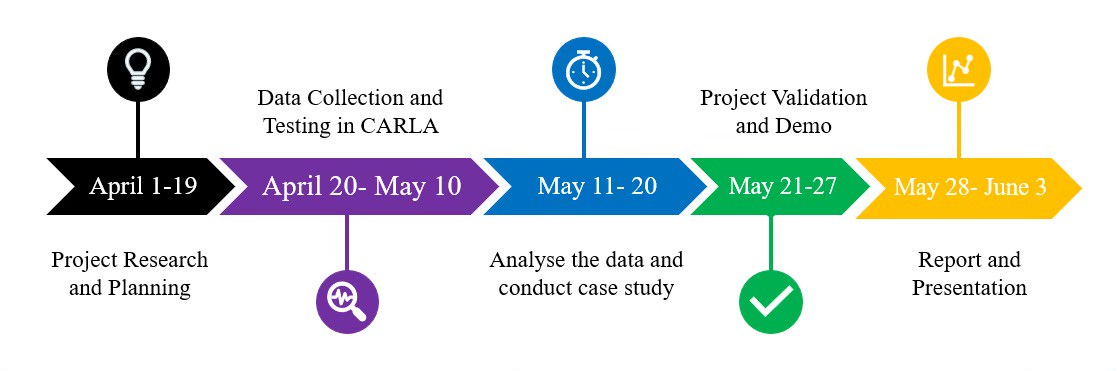 Data Collection and
Testing in CARLA
Project Validation
and Demo
April 1-19
April 20- May 10
May 11- 20
May 21-27
May 28- June 3
Project Research
and Planning
Analyse the data and
conduct case study
Report and
Presentation